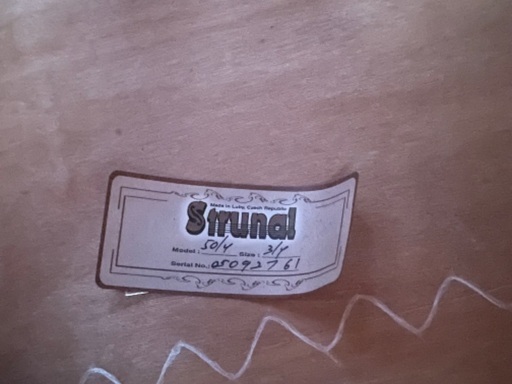 Made in Luby, Czech Republic
Strunal
Model: 50/4 Size: 3/4
Serial No.: 05092761